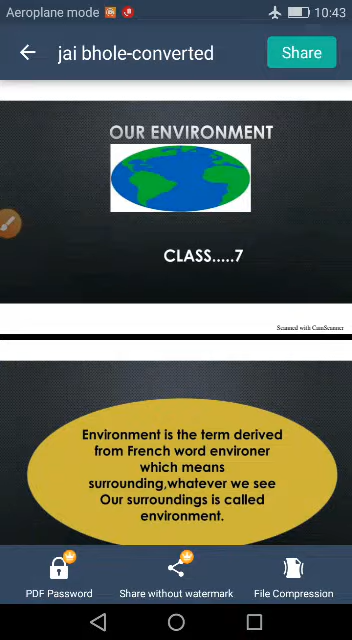 Aeroplane mode 10:43
jai bhole-converted
Share
OUR ENVIRONMENT
CLASS.....7
Scanned with CamScanner
Environment is the term derived
from French word environer
which means
surrounding,whatever we see
Our surroundings is called
environment.
PDF Password
Share without watermark
File Compression